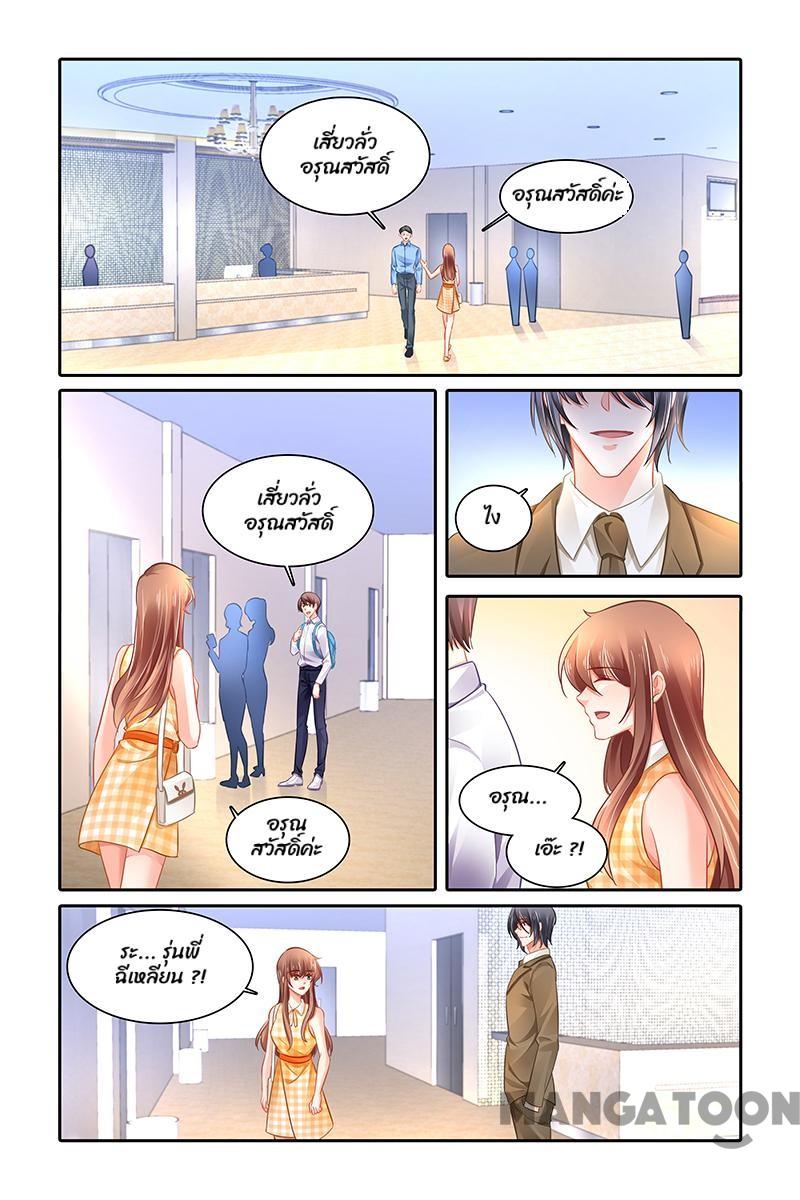 เสี่ยวลั่ว
อรุณสวัสดิ์
อรุณสวัสดิ์ค่ะ
เสี่ยวลั่ว
อรุณสวัสดิ์
ไง
อรุณ
สวัสดิ์ค่ะ
อรุณ...
เอ๊ะ ?!
ระ... รุ่นพี่
ฉีเหลียน ?!
MANGATOON